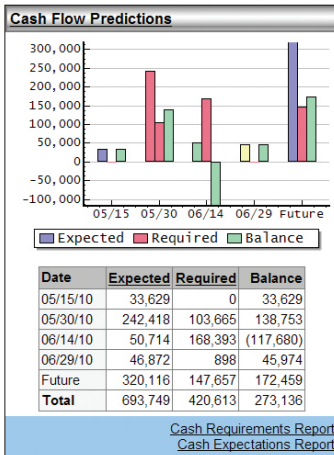 Cash Flow Predictions
300,000
250,000
200,000
150,000
100,000
50,000
0
-50,000
-100,000
05/15 05/30 06/14 06/29 Future
Expected Required Balance
Date Expected Required Balance
05/15/10 33,629 0 33,629
05/30/10 242,418 103,665 138,753
06/14/10 50,714 168,393 (117,680)
06/29/10 46,872 898 45,974
Future 320,116 147,657 172,459
Total 693,749 420,613 273,136
Cash Requirements Report
Cash Expectations Report